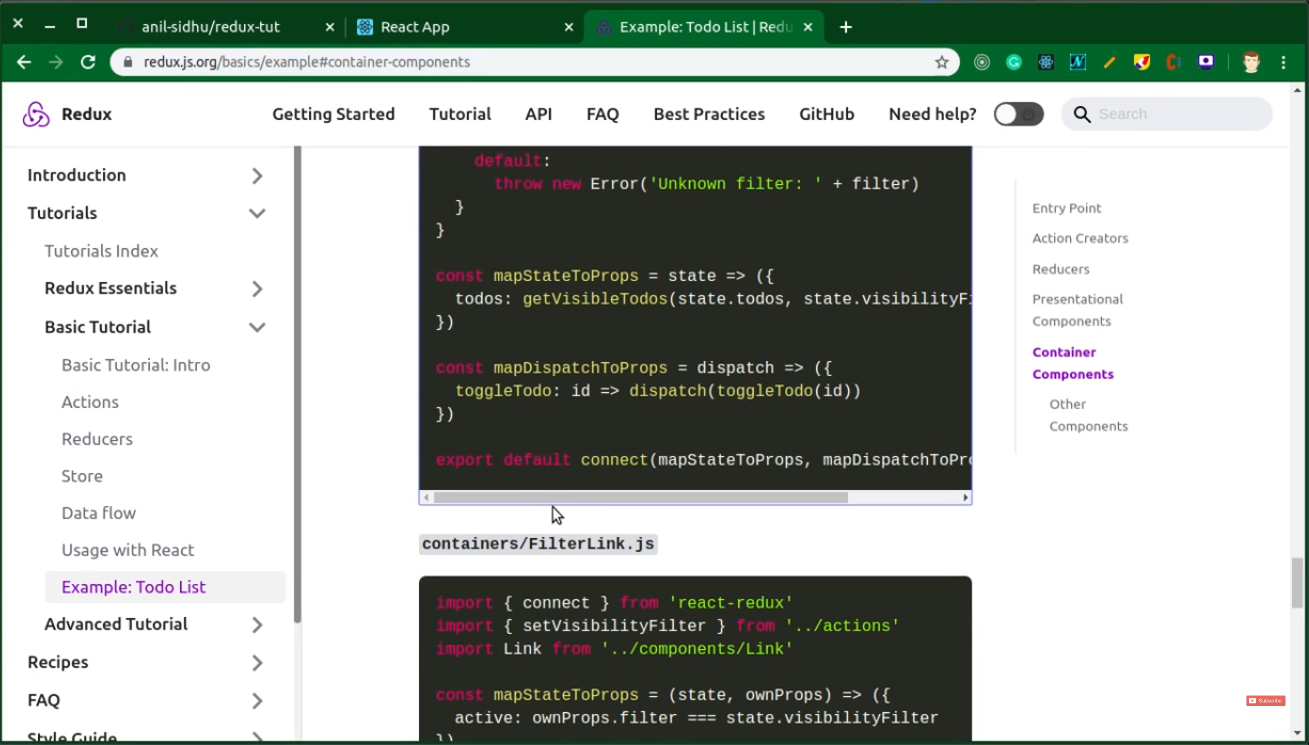 anil-sidhu/redux-tut
React App
Example: Todo List | Redu
redux.js.org/basics/example#container-components
Redux
Getting Started
Tutorial
API
FAQ
Best Practices
GitHub
Need help?
Search
Introduction
Tutorials
Tutorials Index
Redux Essentials
Basic Tutorial
Basic Tutorial: Intro
Actions
Reducers
Store
Data flow
Usage with React
Example: Todo List
Advanced Tutorial
Recipes
FAQ
Style Guide
default:
throw new Error('Unknown filter: ' + filter)
}
}
const mapStateToProps = state => ({
todos: getVisibleTodos(state.todos, state.visibilityFi
})
const mapDispatchToProps = dispatch => ({
toggleTodo: id => dispatch(toggleTodo(id))
})
export default connect(mapStateToProps, mapDispatchToPro
containers/FilterLink.js
import { connect } from 'react-redux'
import { setVisibilityFilter } from '../actions'
import Link from '../components/Link'
const mapStateToProps = (state, ownProps) => ({
active: ownProps.filter === state.visibilityFilter
})
Entry Point
Action Creators
Reducers
Presentational
Components
Container
Components
Other
Components
Subscribe